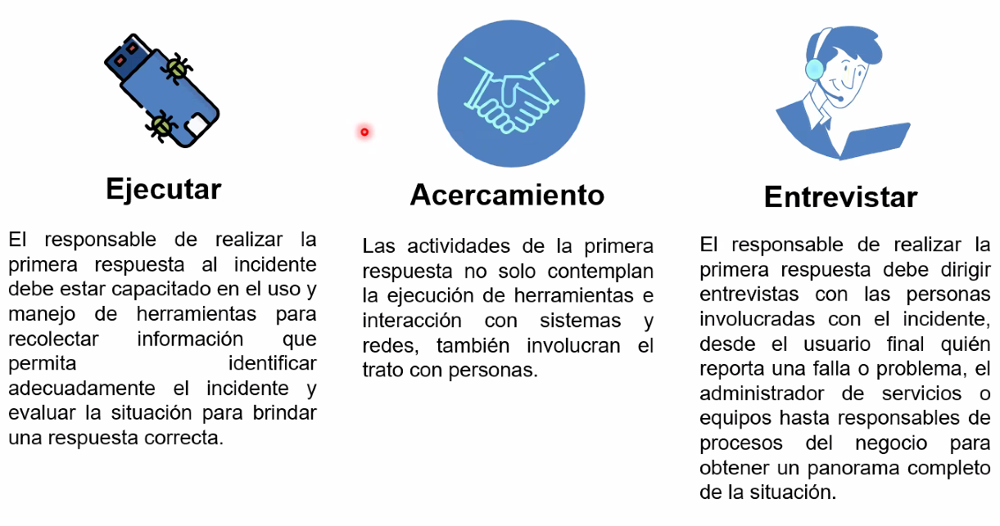 Ejecutar
El responsable de realizar la
primera respuesta al incidente
debe estar capacitado en el uso y
manejo de herramientas para
recolectar información que
permita identificar
adecuadamente el incidente y
evaluar la situación para brindar
una respuesta correcta.
Acercamiento
Las actividades de la primera
respuesta no solo contemplan
la ejecución de herramientas e
interacción con sistemas y
redes, también involucran el
trato con personas.
Entrevistar
El responsable de realizar la
primera respuesta debe dirigir
entrevistas con las personas
involucradas con el incidente,
desde el usuario final quién
reporta una falla o problema, el
administrador de servicios o
equipos hasta responsables de
procesos del negocio para
obtener un panorama completo
de la situación.